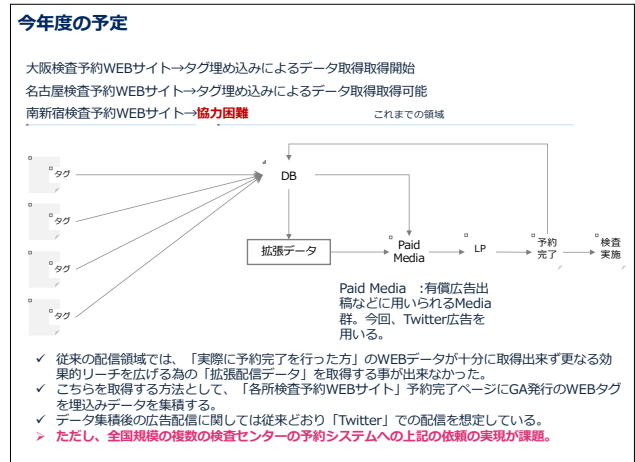 今年度の予定
大阪検査予約WEBサイト→タグ埋め込みによるデータ取得取得開始
名古屋検査予約WEBサイト→タグ埋め込みによるデータ取得取得可能
南新宿検査予約WEBサイト→協力困難
これまでの領域
タグ
タグ
タグ
タグ
DB
拡張データ
Paid
Media
LP
予約
完了
検査
実施
Paid Media :有償広告出
稿などに用いられるMedia
群。今回、Twitter広告を
用いる。
✓ 従来の配信領域では、「実際に予約完了を行った方」のWEBデータが十分に取得出来ず更なる効
果的リーチを広げる為の「拡張配信データ」を取得する事が出来なかった。
✓ こちらを取得する方法として、「各所検査予約WEBサイト」予約完了ページにGA発行のWEBタグ
を埋込みデータを集積する。
✓ データ集積後の広告配信に関しては従来どおり「Twitter」での配信を想定している。
➢ ただし、全国規模の複数の検査センターの予約システムへの上記の依頼の実現が課題。